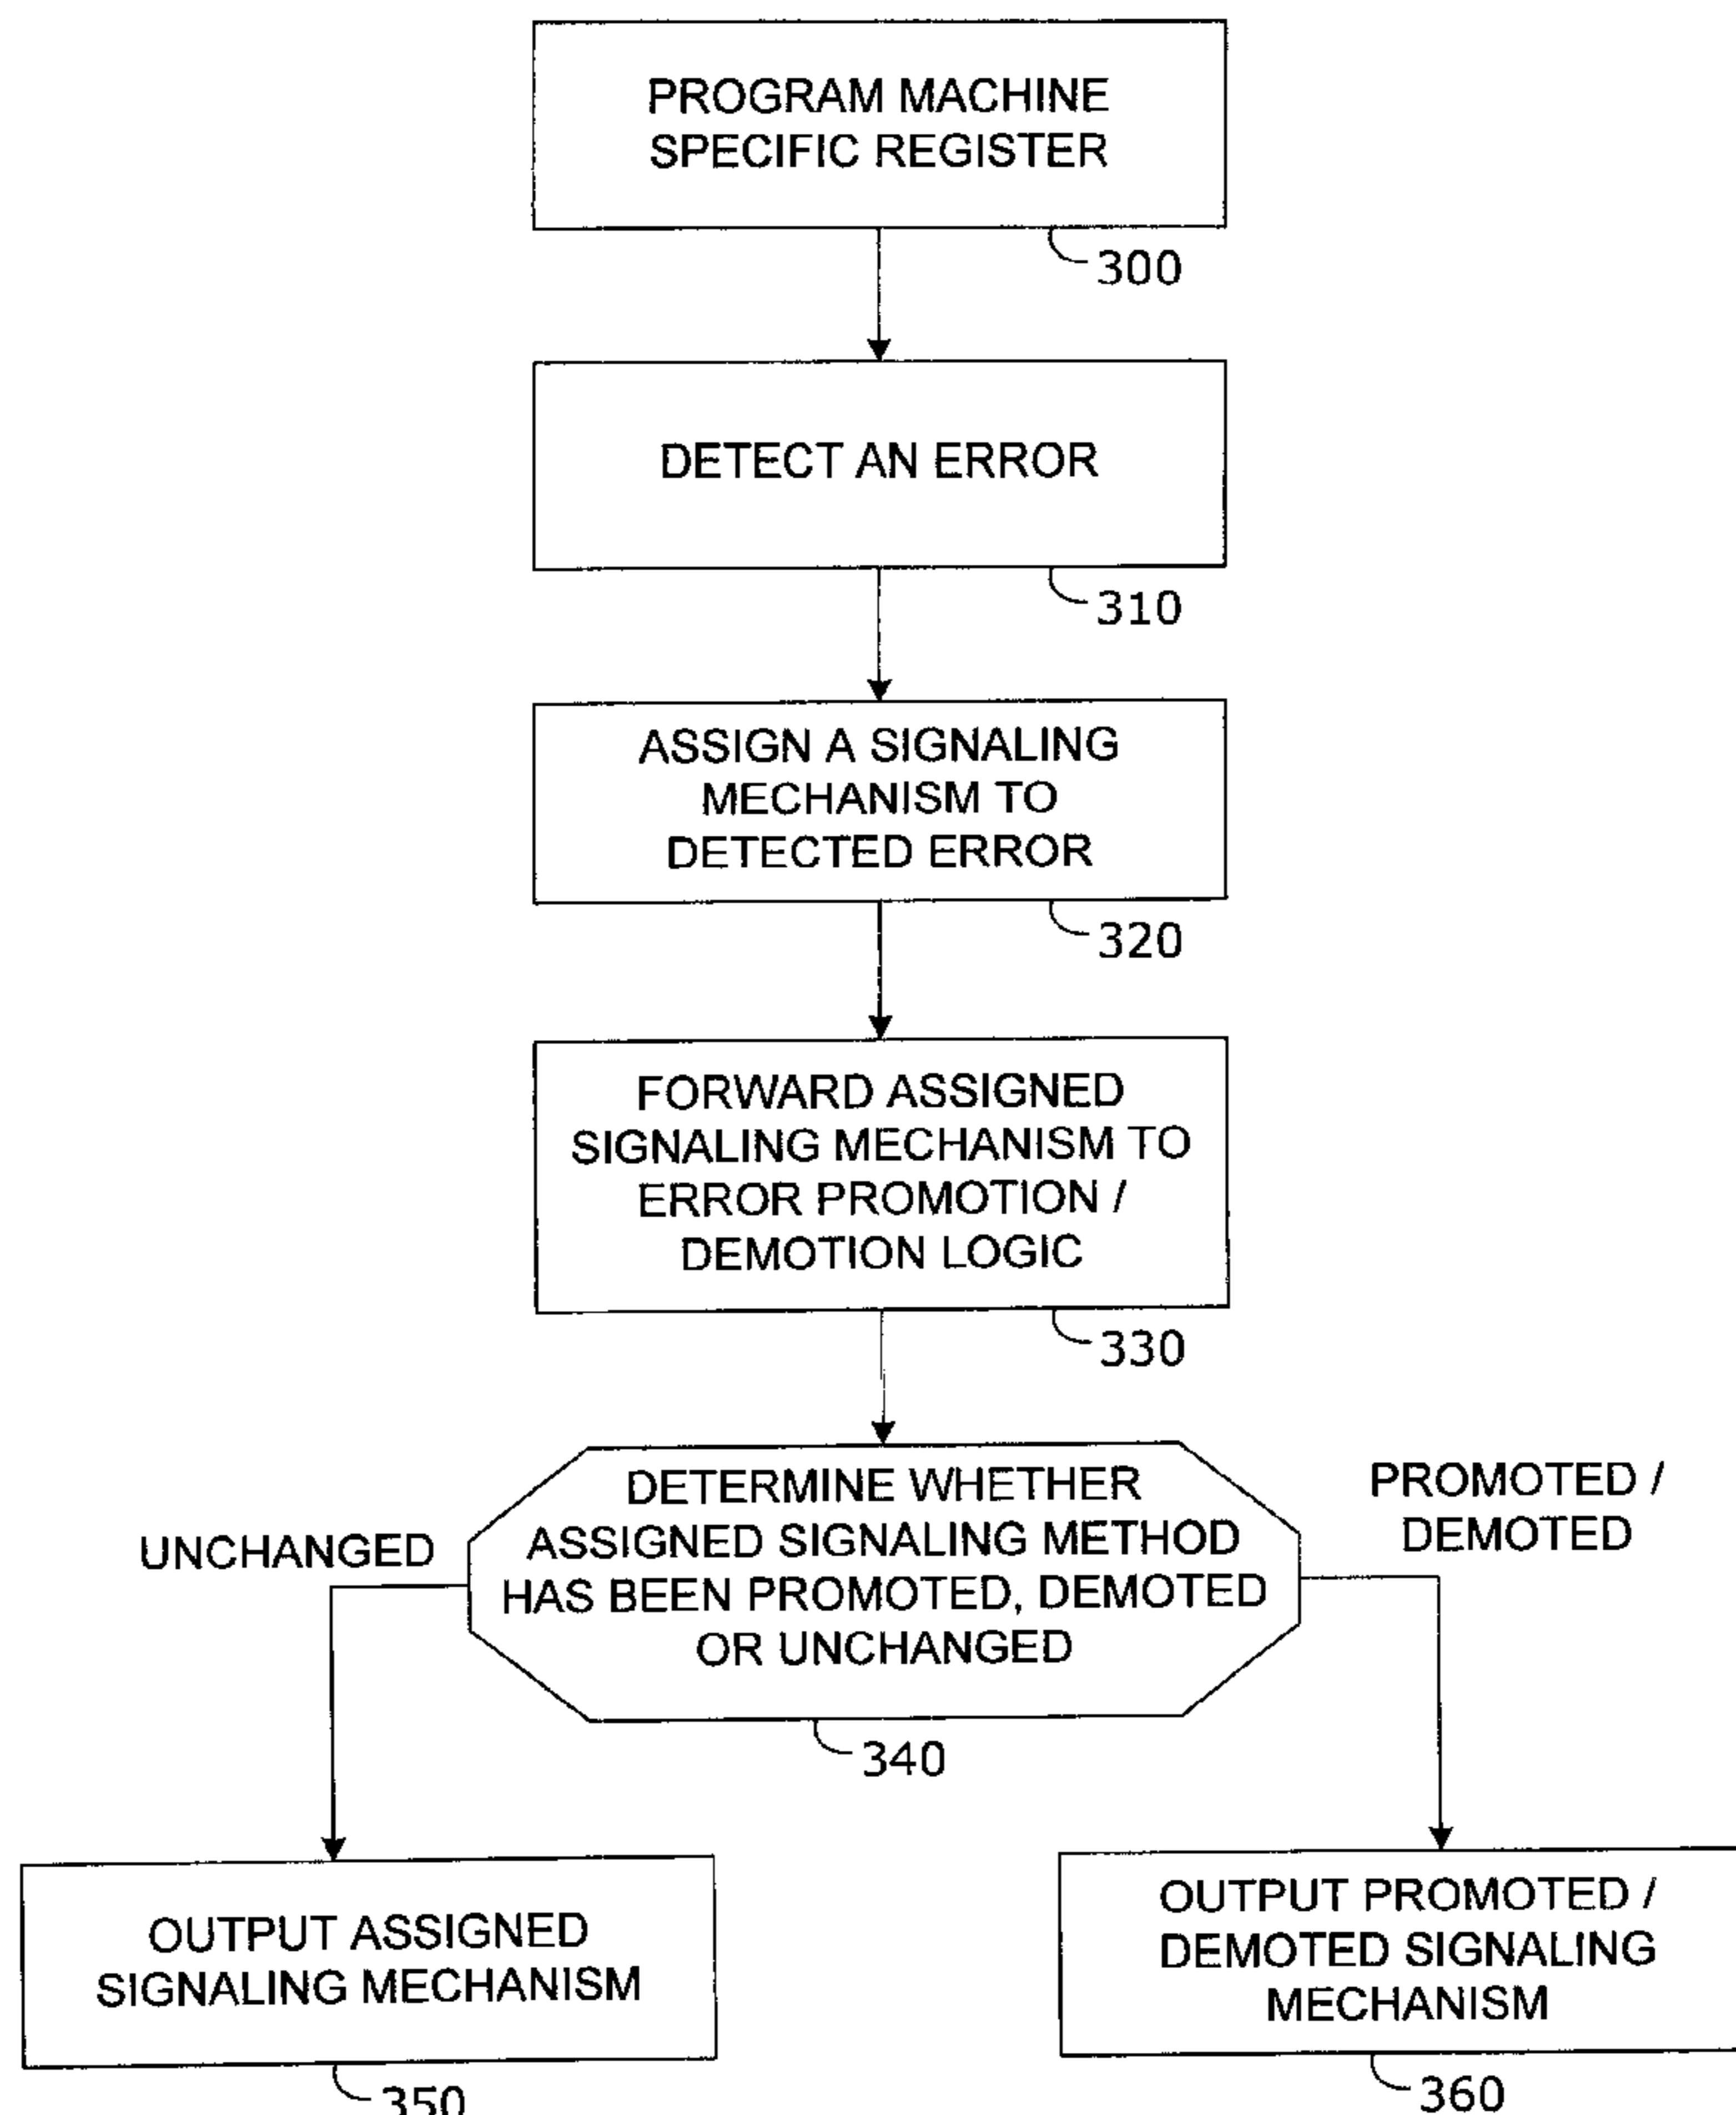 PROGRAM MACHINE
SPECIFIC REGISTER
300
DETECT AN ERROR
310
ASSIGN A SIGNALING
MECHANISM TO
DETECTED ERROR
320
FORWARD ASSIGNED
SIGNALING MECHANISM TO
ERROR PROMOTION /
DEMOTION LOGIC
330
DETERMINE WHETHER
ASSIGNED SIGNALING METHOD
HAS BEEN PROMOTED, DEMOTED
OR UNCHANGED
340
UNCHANGED
PROMOTED /
DEMOTED
OUTPUT ASSIGNED
SIGNALING MECHANISM
350
OUTPUT PROMOTED /
DEMOTED SIGNALING
MECHANISM
360